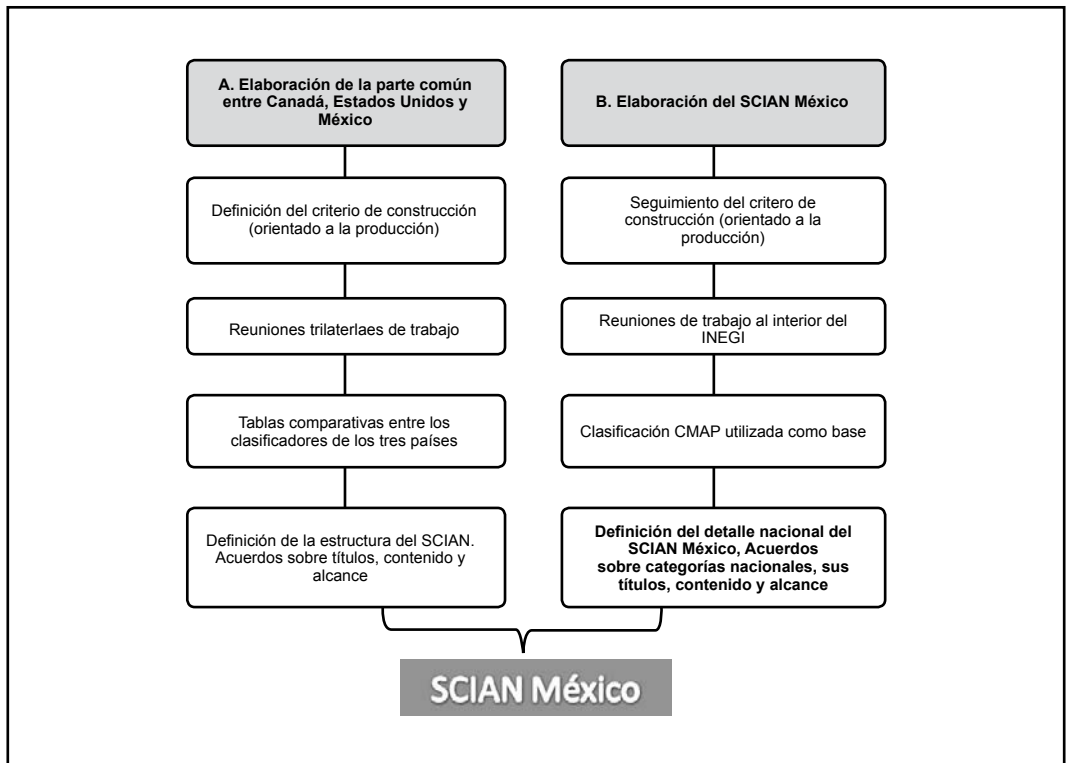 A. Elaboración de la parte común
entre Canadá, Estados Unidos y
México
Definición del criterio de construcción
(orientado a la producción)
Reuniones trilaterlaes de trabajo
Tablas comparativas entre los
clasificadores de los tres países
Definición de la estructura del SCIAN.
Acuerdos sobre títulos, contenido y
alcance
B. Elaboración del SCIAN México
Seguimiento del critero de
construcción (orientado a la
producción)
Reuniones de trabajo al interior del
INEGI
Clasificación CMAP utilizada como base
Definición del detalle nacional del
SCIAN México, Acuerdos
sobre categorías nacionales, sus
títulos, contenido y alcance
SCIAN México